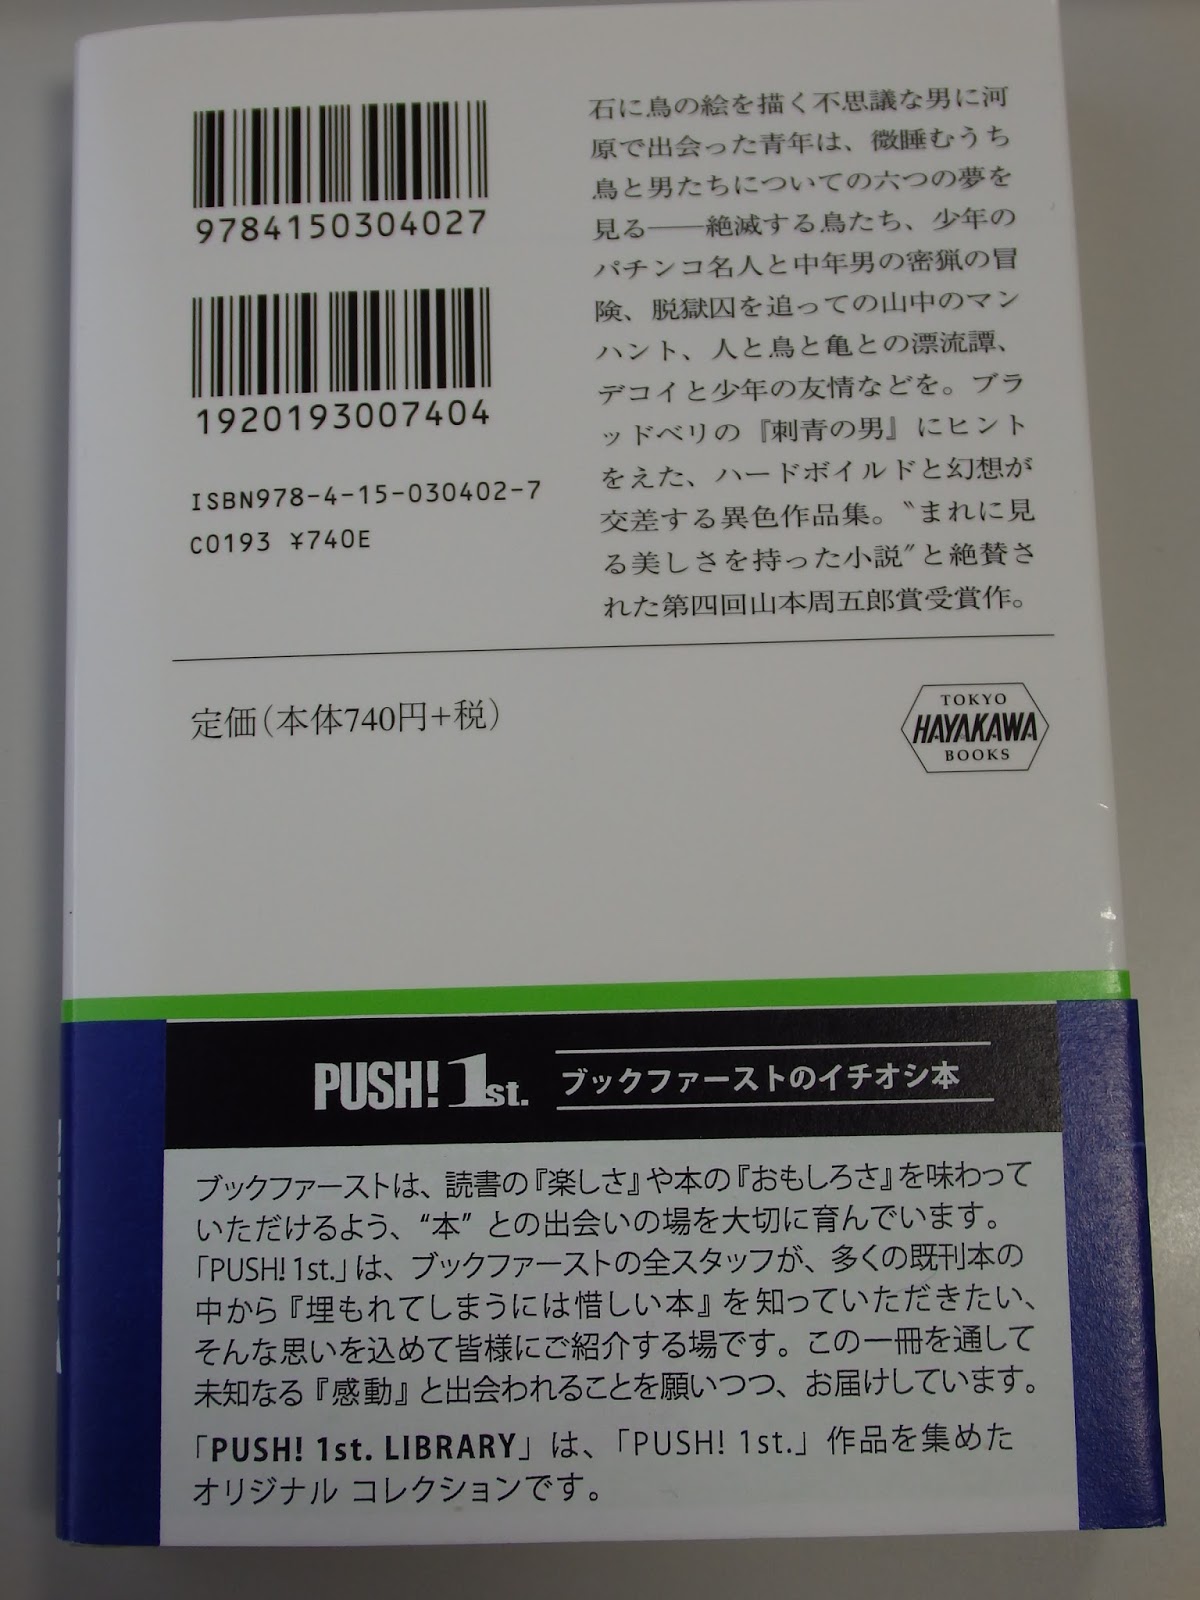 9784150304027
1920193007404
ISBN978-4-15-030402-7
C0193 ¥740E
石に鳥の絵を描く不思議な男に河
原で出会った青年は、微睡むうち
鳥と男たちについての六つの夢を
見る──絶滅する鳥たち、少年の
パチンコ名人と中年男の密猟の冒
険、脱獄囚を追っての山中のマン
ハント、人と鳥と亀との漂流譚、
デコイと少年の友情などを。ブラ
ッドベリの『刺青の男』にヒント
をえた、ハードボイルドと幻想が
交差する異色作品集。〝まれに見
る美しさを持った小説〟と絶賛さ
れた第四回山本周五郎賞受賞作。
定価(本体740円+税)
TOKYO
HAYAKAWA
BOOKS
PUSH! 1st. ブックファーストのイチオシ本
ブックファーストは、読書の『楽しさ』や本の『おもしろさ』を味わって
いただけるよう、“本”との出会いの場を大切に育んでいます。
「PUSH! 1st.」は、ブックファーストの全スタッフが、多くの既刊本の
中から『埋もれてしまうには惜しい本』を知っていただきたい、
そんな思いを込めて皆様にご紹介する場です。この一冊を通して
未知なる『感動』と出会われることを願いつつ、お届けしています。
「PUSH! 1st. LIBRARY」は、「PUSH! 1st.」作品を集めた
オリジナル コレクションです。